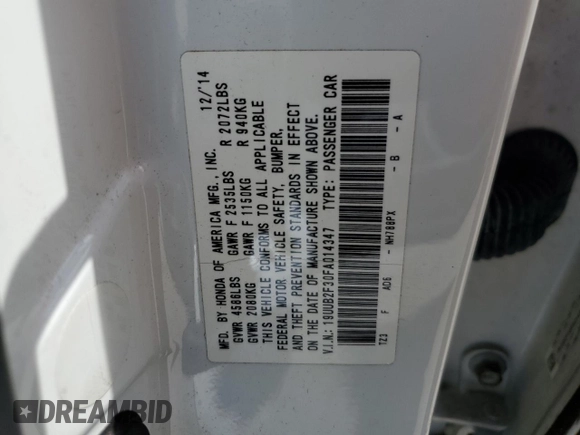 MFD. BY HONDA OF AMERICA MFG., INC. 12/'14
GVWR 4586LBS GAWR F 2535LBS R 2072LBS
GVWR 2080KG GAWR F 1150KG R 940KG
THIS VEHICLE CONFORMS TO ALL APPLICABLE
FEDERAL MOTOR VEHICLE SAFETY, BUMPER,
AND THEFT PREVENTION STANDARDS IN EFFECT
ON THE DATE OF MANUFACTURE SHOWN ABOVE.
V.I.N.: 19UUB2F30FA014347 TYPE: PASSENGER CAR
TZ3 F AD6 - NH788PX - B - A
DREAMBID